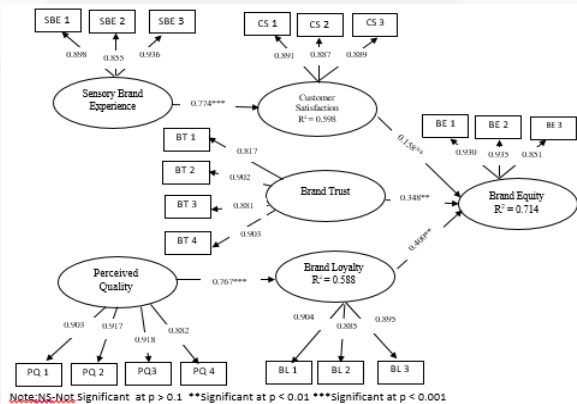 SBE 1 SBE 2 SBE 3
CS 1 CS 2 CS 3
0.898 0.855 0.936
0.891 0.887 0.889
Sensory Brand
Experience
0.774***
Customer
Satisfaction
R² = 0.598
BE 1 BE 2 BE 3
0.930 0.935 0.851
BT 1
0.817
BT 2
0.902
BT 3
0.881
BT 4
0.903
Brand Trust
0.348**
Brand Equity
R² = 0.714
0.400**
Perceived
Quality
0.767***
Brand Loyalty
R² = 0.588
0.903 0.917 0.918 0.882
0.904 0.885 0.895
PQ 1 PQ 2 PQ3 PQ 4
BL 1 BL 2 BL 3
Note:NS-Not Significant at p > 0.1 **Significant at p < 0.01 ***Significant at p < 0.001